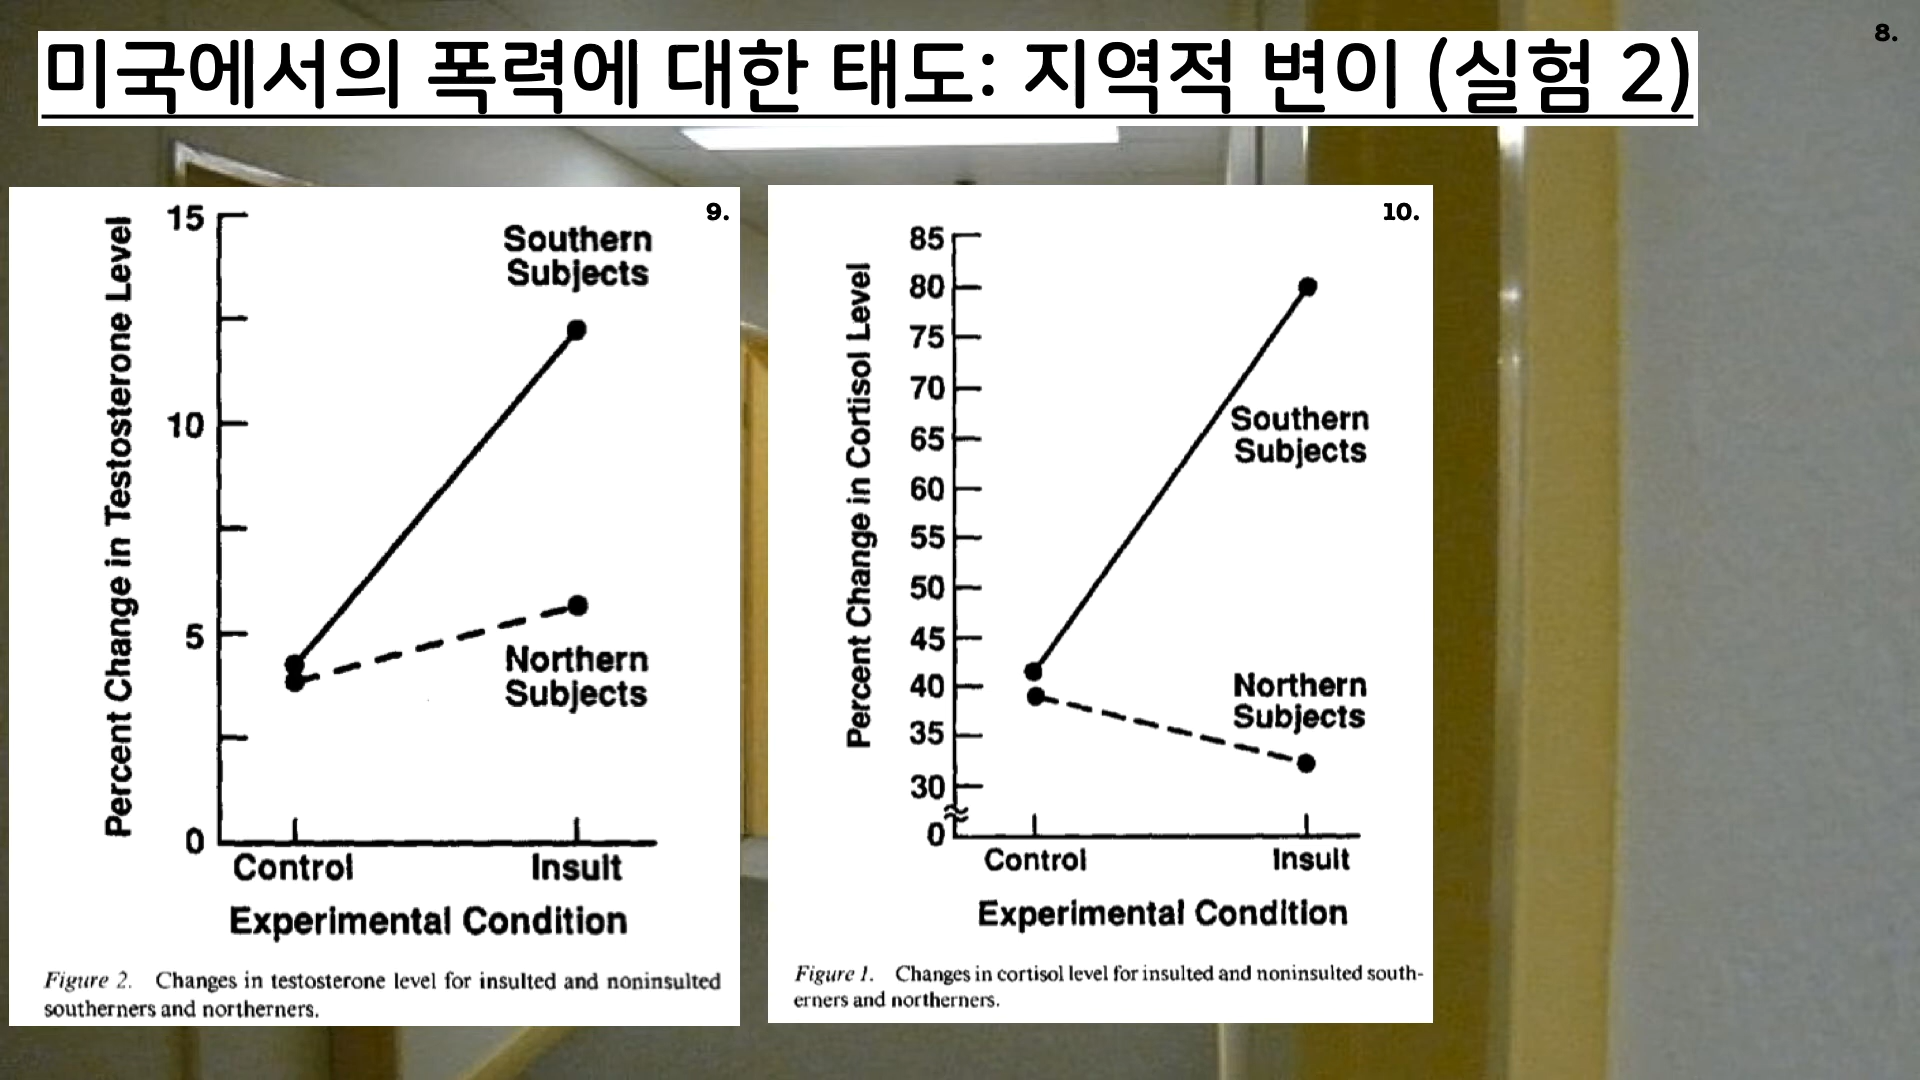 미국에서의 폭력에 대한 태도: 지역적 변이 (실험 2)
8.
9.
Percent Change in Testosterone Level
15
10
5
0
Southern
Subjects
Northern
Subjects
Control
Insult
Experimental Condition
Figure 2. Changes in testosterone level for insulted and noninsulted
southerners and northerners.
10.
Percent Change in Cortisol Level
85
80
75
70
65
60
55
50
45
40
35
30
0
Southern
Subjects
Northern
Subjects
Control
Insult
Experimental Condition
Figure 1. Changes in cortisol level for insulted and noninsulted south-
erners and northerners.